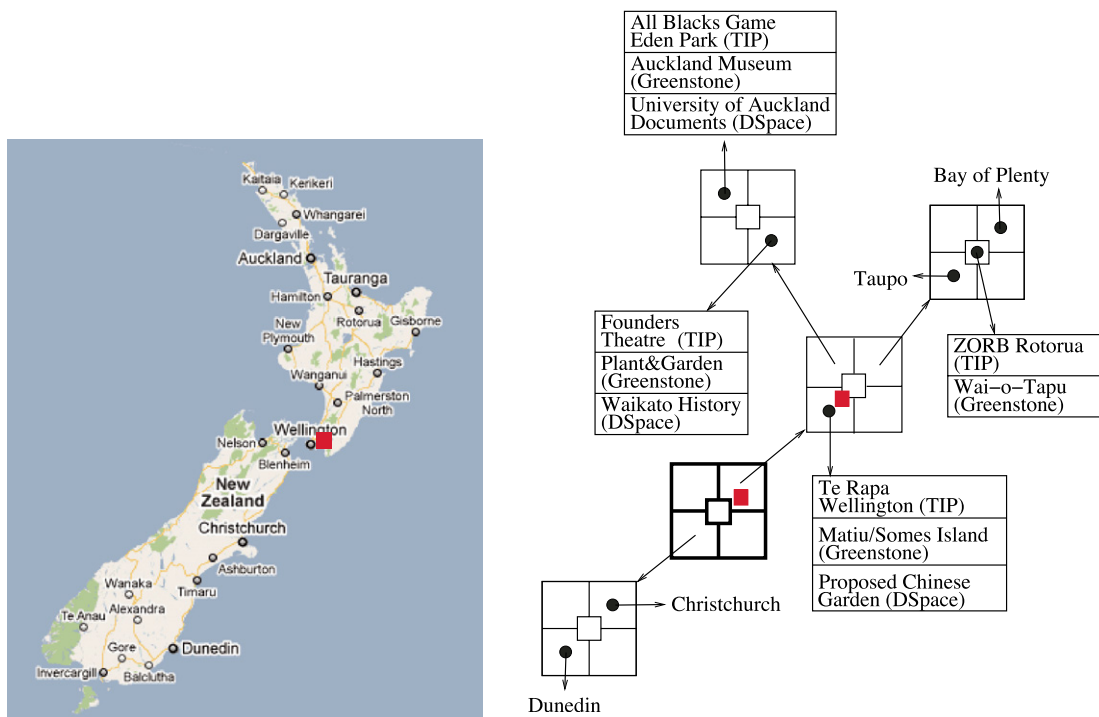 Kaitaia
Kerikeri
Whangarei
Dargaville
Auckland
Tauranga
Hamilton
Rotorua
Gisborne
New
Plymouth
Hastings
Wanganui
Palmerston
North
Wellington
Nelson
Blenheim
New
Zealand
Christchurch
Ashburton
Wanaka
Timaru
Alexandra
Te Anau
Gore
Dunedin
Invercargill
Balclutha
All Blacks Game
Eden Park (TIP)
Auckland Museum
(Greenstone)
University of Auckland
Documents (DSpace)
Bay of Plenty
Taupo
Founders
Theatre (TIP)
Plant&Garden
(Greenstone)
Waikato History
(DSpace)
ZORB Rotorua
(TIP)
Wai-o-Tapu
(Greenstone)
Te Rapa
Wellington (TIP)
Matiu/Somes Island
(Greenstone)
Proposed Chinese
Garden (DSpace)
Christchurch
Dunedin